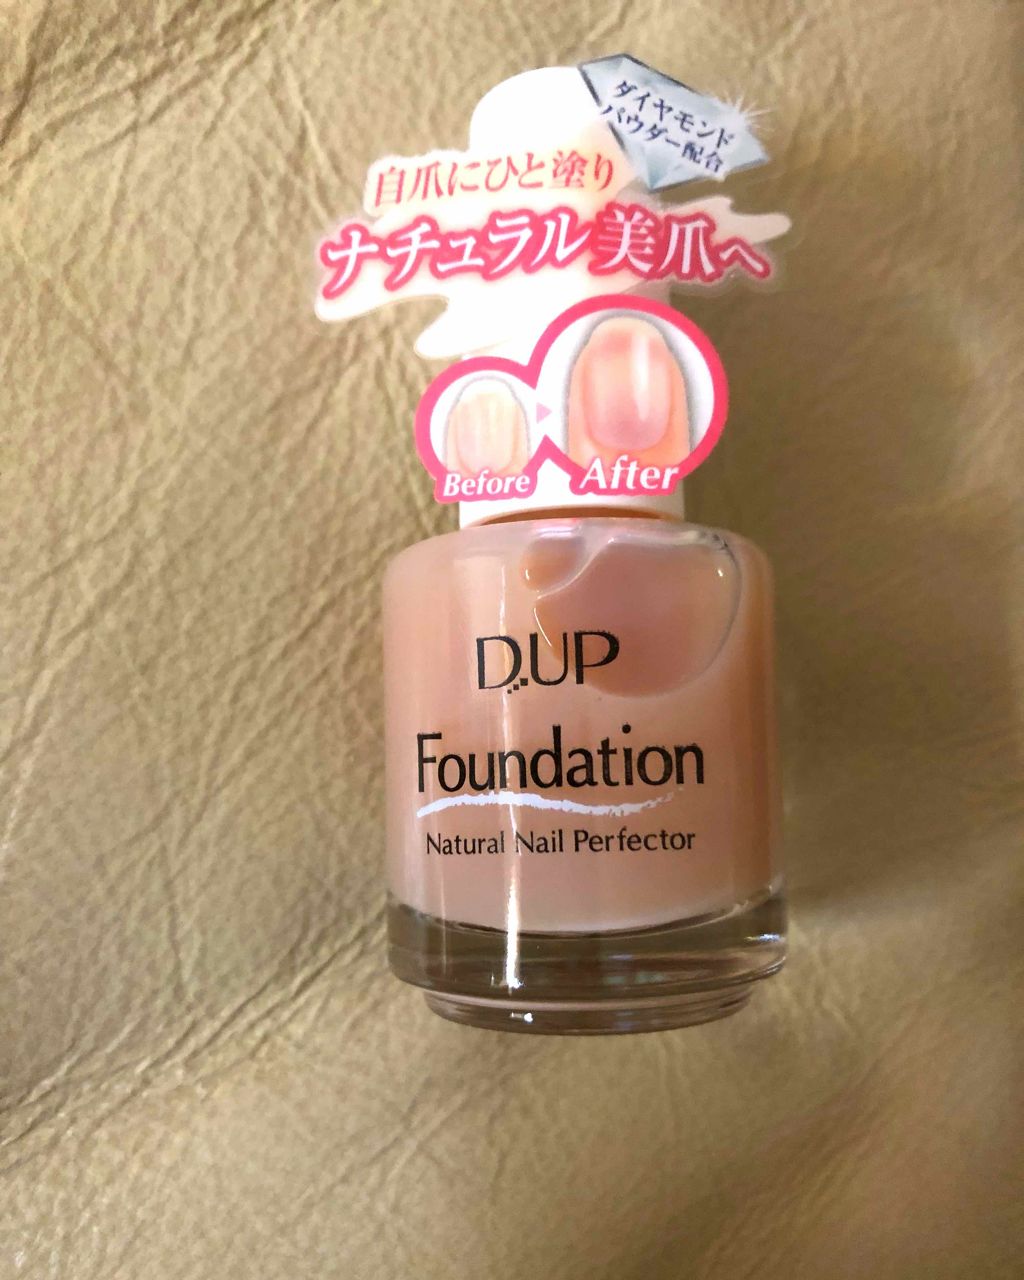 ダイヤモンド
パウダー配合
自爪にひと塗り
ナチュラル美爪へ
Before
After
D.UP
Foundation
Natural Nail Perfector